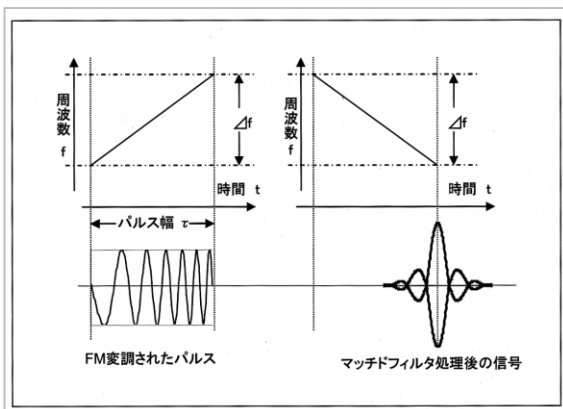 周波数 f
⊿f
時間 t
パルス幅 τ
FM変調されたパルス
周波数 f
⊿f
時間 t
マッチドフィルタ処理後の信号